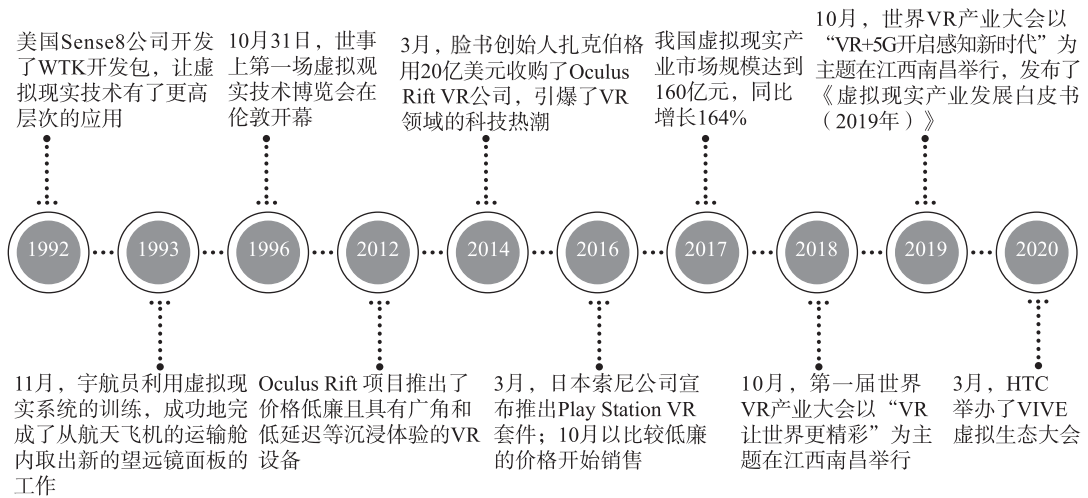 美国Sense8公司开发
了WTK开发包，让虚
拟现实技术有了更高
层次的应用
10月31日，世事
上第一场虚拟观
实技术博览会在
伦敦开幕
3月，脸书创始人扎克伯格
用20亿美元收购了Oculus
Rift VR公司，引爆了VR
领域的科技热潮
我国虚拟现实产
业市场规模达到
160亿元，同比
增长164%
10月，世界VR产业大会以
“VR+5G开启感知新时代”为
主题在江西南昌举行，发布了
《虚拟现实产业发展白皮书
（2019年）》
1992
1993
1996
2012
2014
2016
2017
2018
2019
2020
11月，宇航员利用虚拟现
实系统的训练，成功地完
成了从航天飞机的运输舱
内取出新的望远镜面板的
工作
Oculus Rift 项目推出了
价格低廉且具有广角和
低延迟等沉浸体验的VR
设备
3月，日本索尼公司宣
布推出Play Station VR
套件；10月以比较低廉
的价格开始销售
10月，第一届世界
VR产业大会以“VR
让世界更精彩”为主
题在江西南昌举行
3月，HTC
举办了VIVE
虚拟生态大会